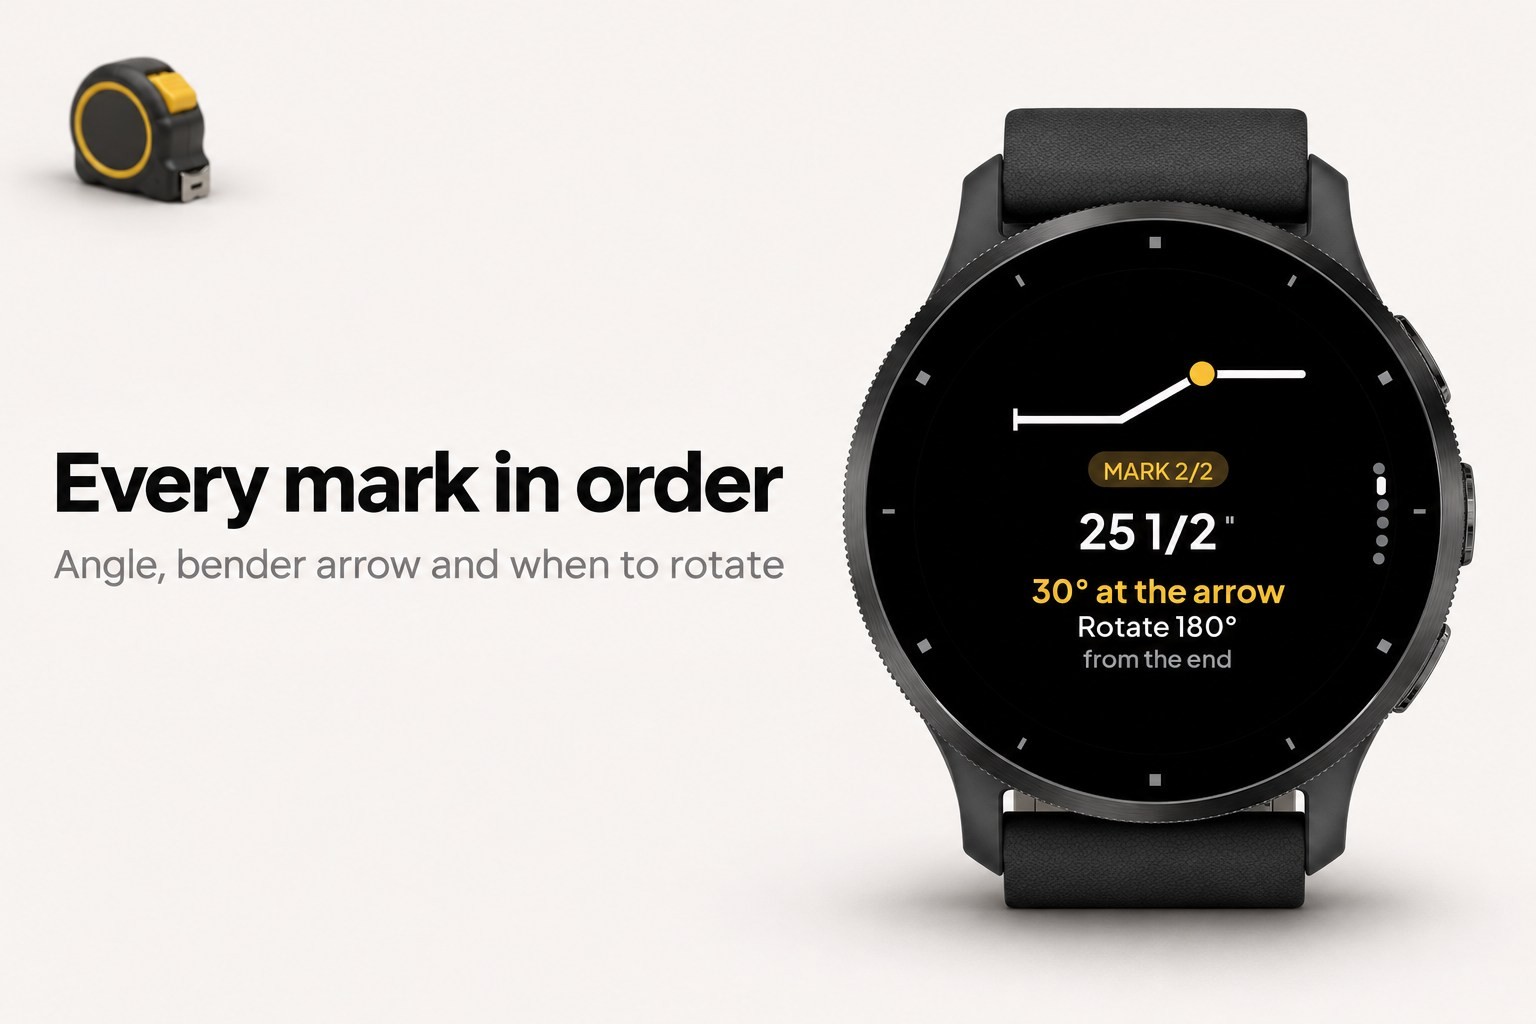 Every mark in order
Angle, bender arrow and when to rotate
MARK 2/2
25 1/2 "
30° at the arrow
Rotate 180°
from the end